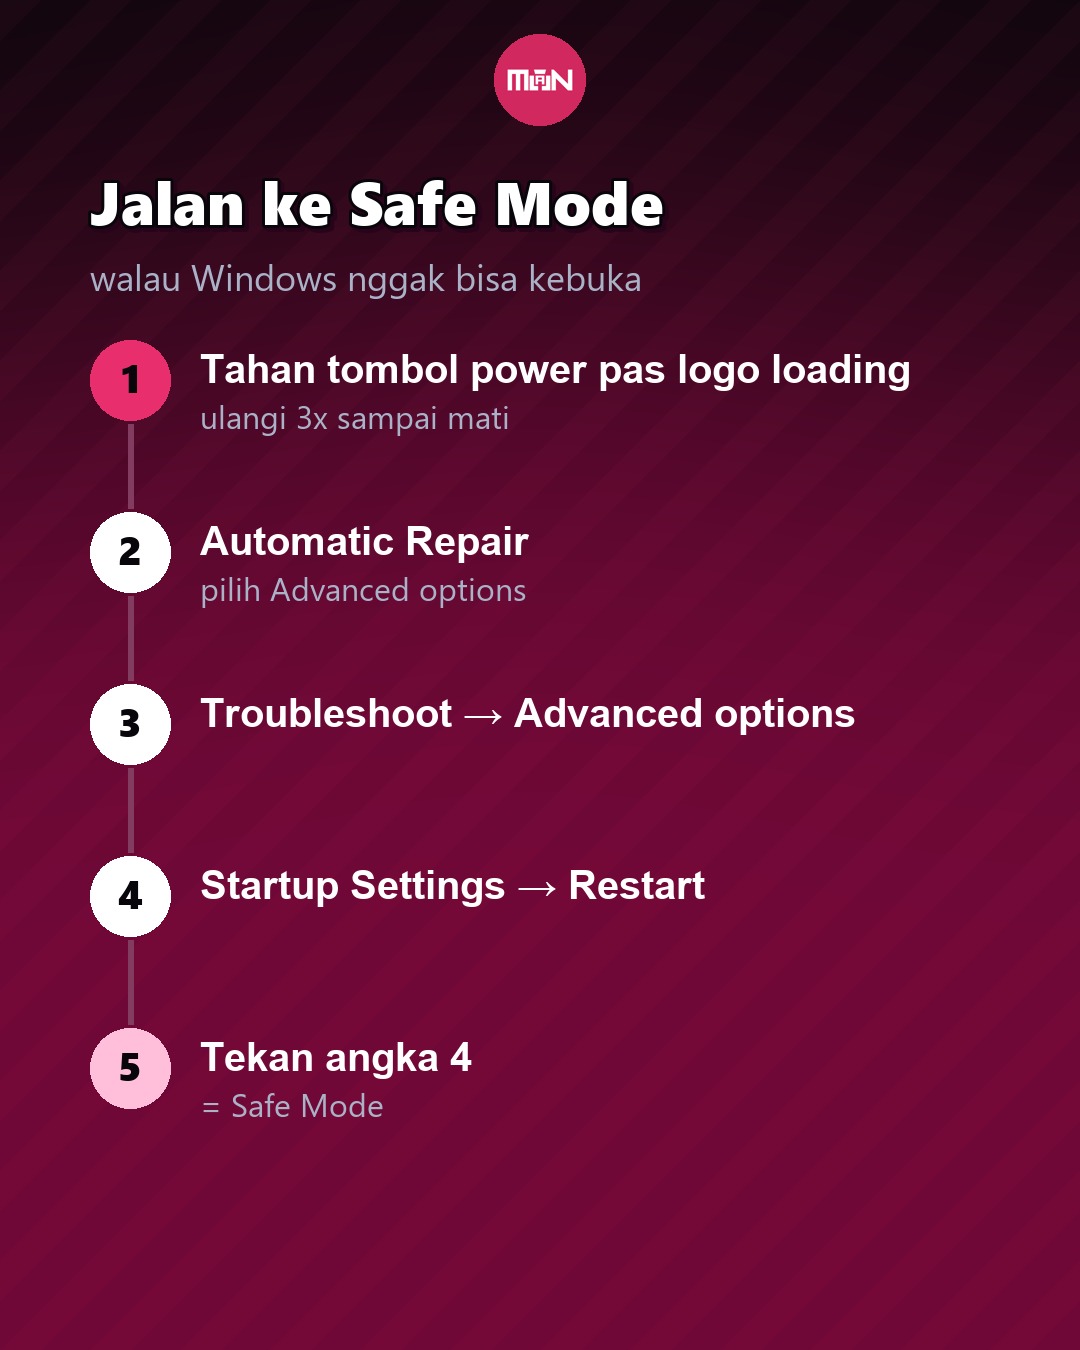 MAIN
Jalan ke Safe Mode
walau Windows nggak bisa kebuka
1
Tahan tombol power pas logo loading
ulangi 3x sampai mati
2
Automatic Repair
pilih Advanced options
3
Troubleshoot → Advanced options
4
Startup Settings → Restart
5
Tekan angka 4
= Safe Mode